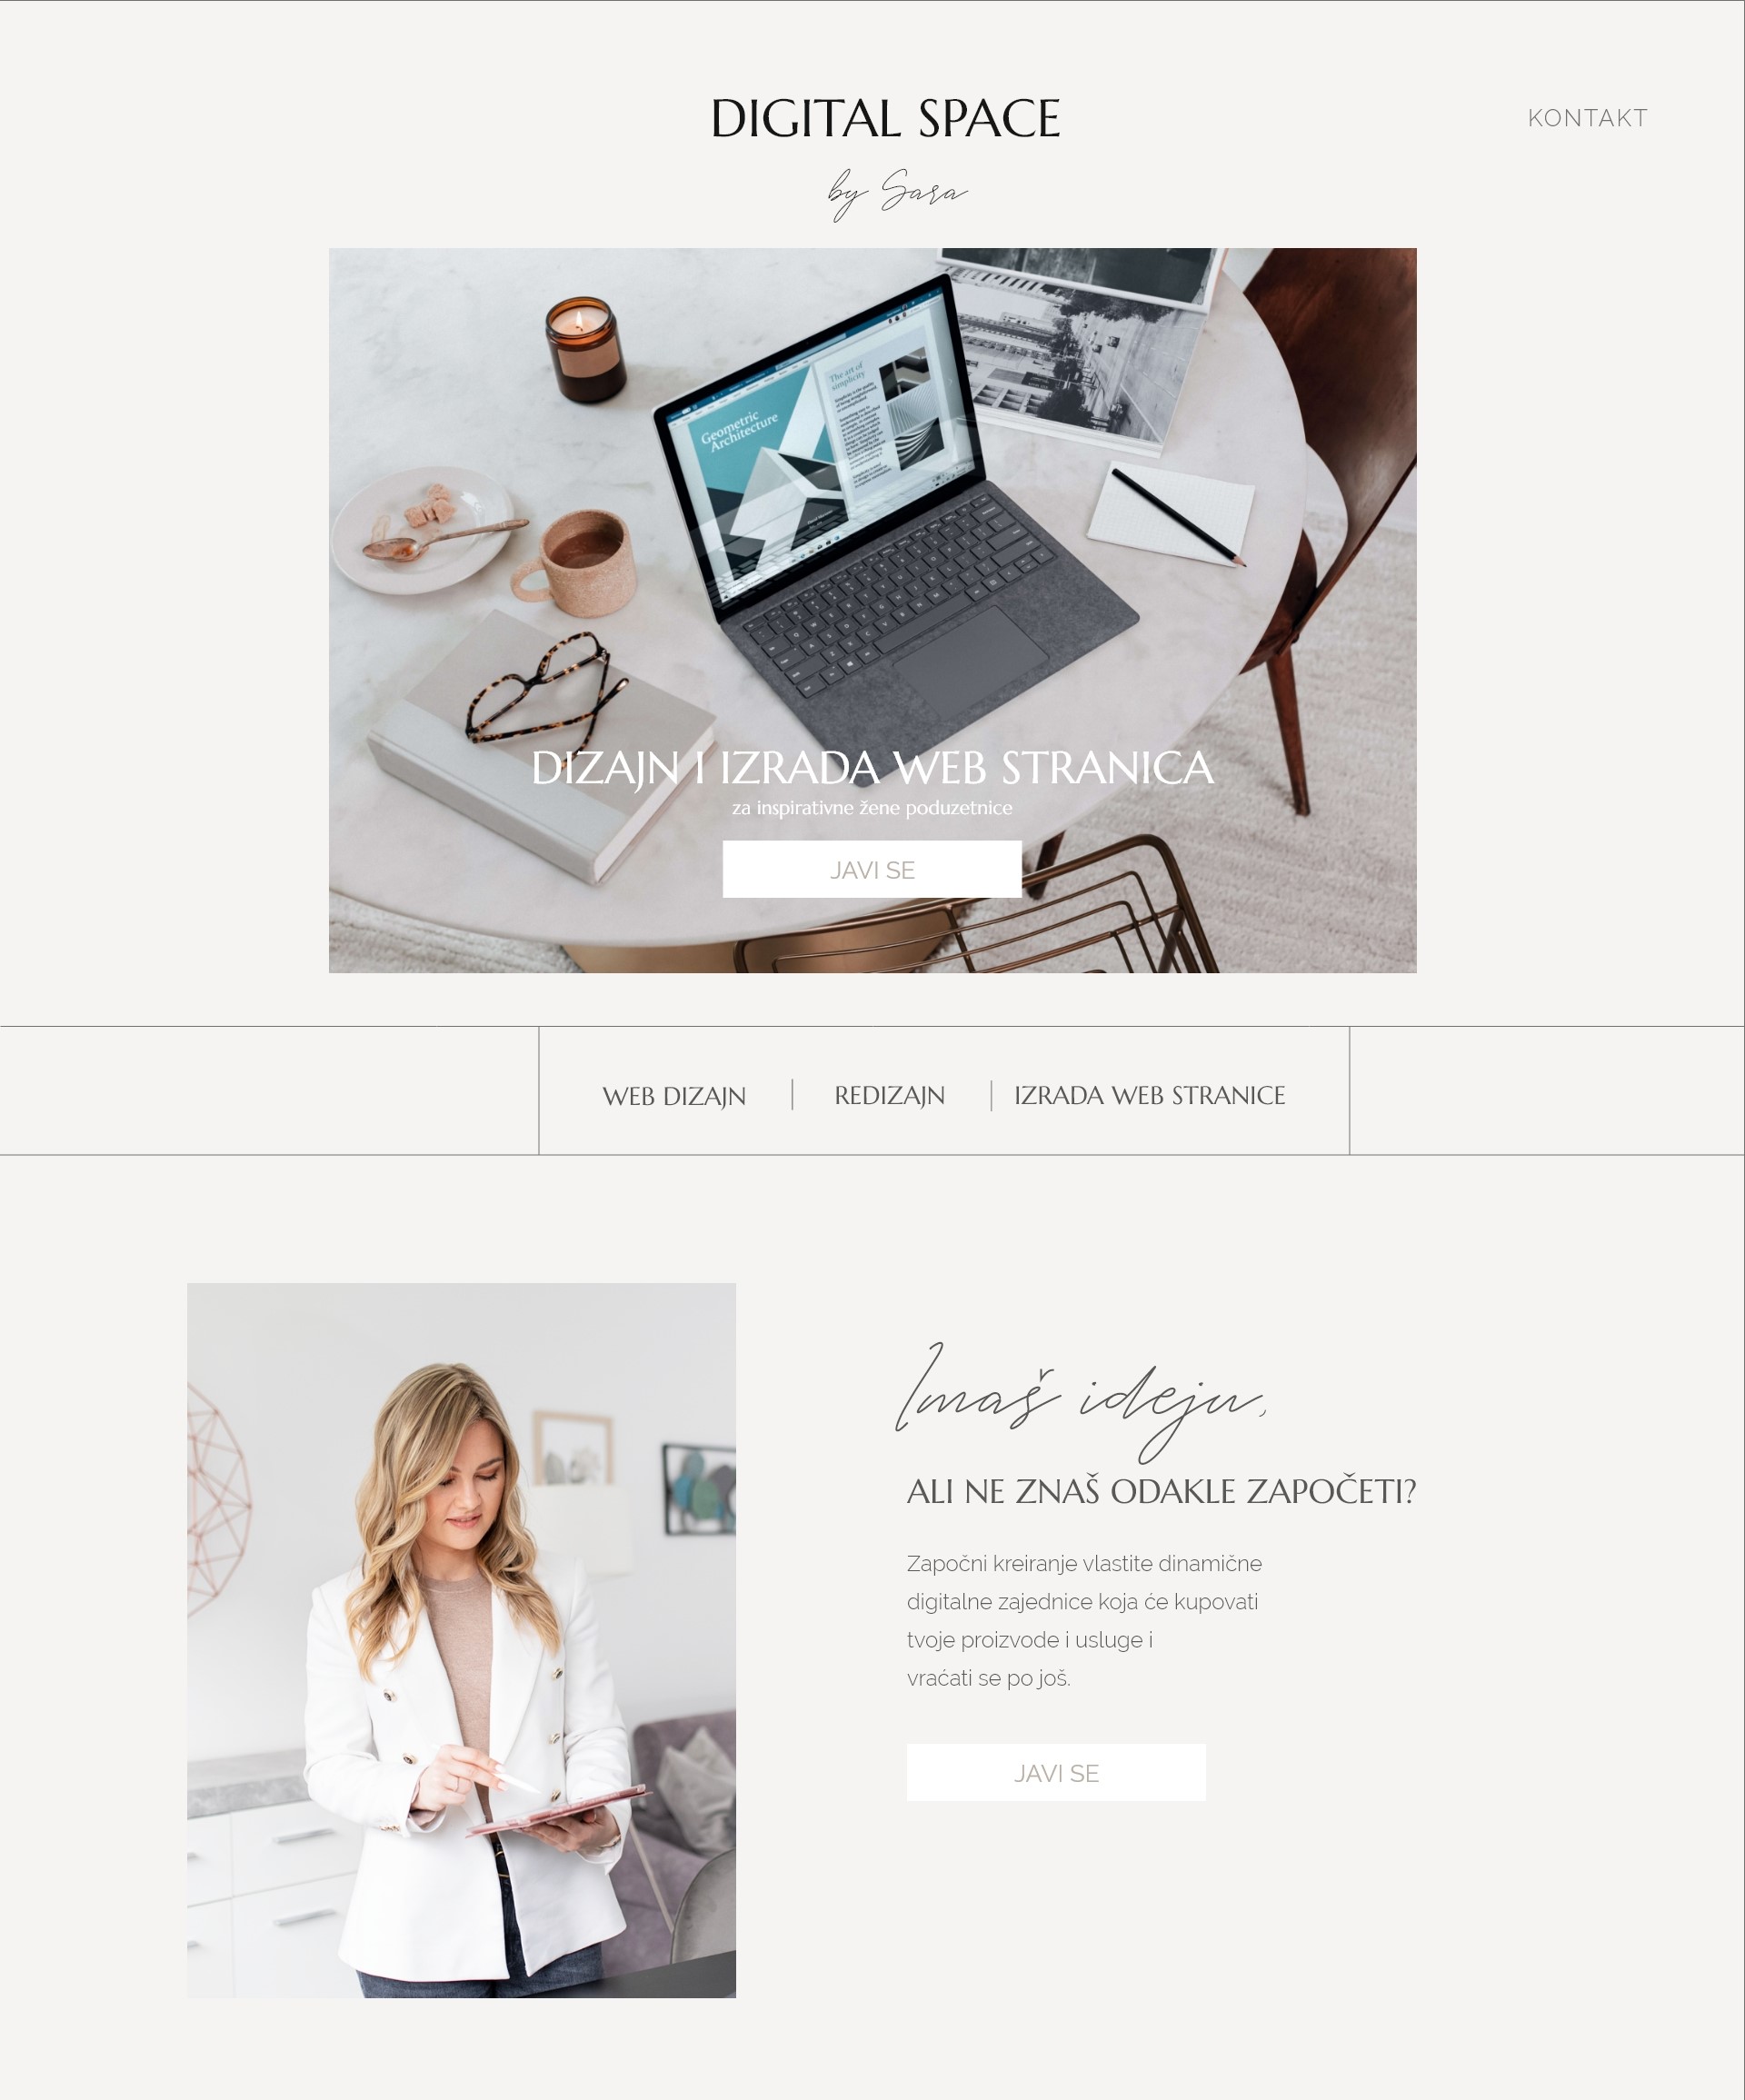 DIGITAL SPACE
KONTAKT
by Sara
Geometric
Architecture
The art of
simplicity
DIZAJN I IZRADA WEB STRANICA
za inspirativne žene poduzetnice
JAVI SE
WEB DIZAJN | REDIZAJN | IZRADA WEB STRANICE
Imaš ideju,
ALI NE ZNAŠ ODAKLE ZAPOČETI?
Započni kreiranje vlastite dinamične
digitalne zajednice koja će kupovati
tvoje proizvode i usluge i
vraćati se po još.
JAVI SE